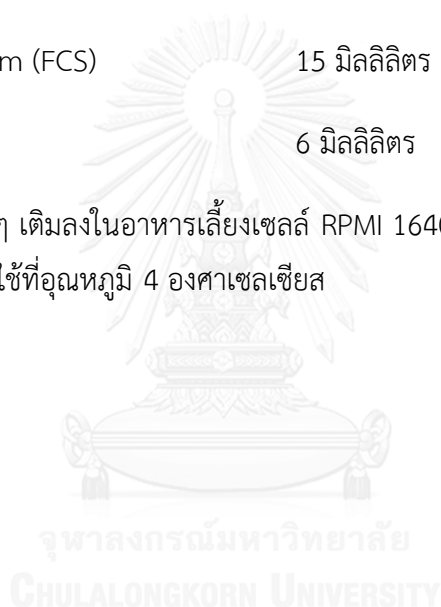 m (FCS) 15 มิลลิลิตร
6 มิลลิลิตร
ๆ เติมลงในอาหารเลี้ยงเซลล์ RPMI 1640
ใช้ที่อุณหภูมิ 4 องศาเซลเซียส
จุฬาลงกรณ์มหาวิทยาลัย
CHULALONGKORN UNIVERSITY